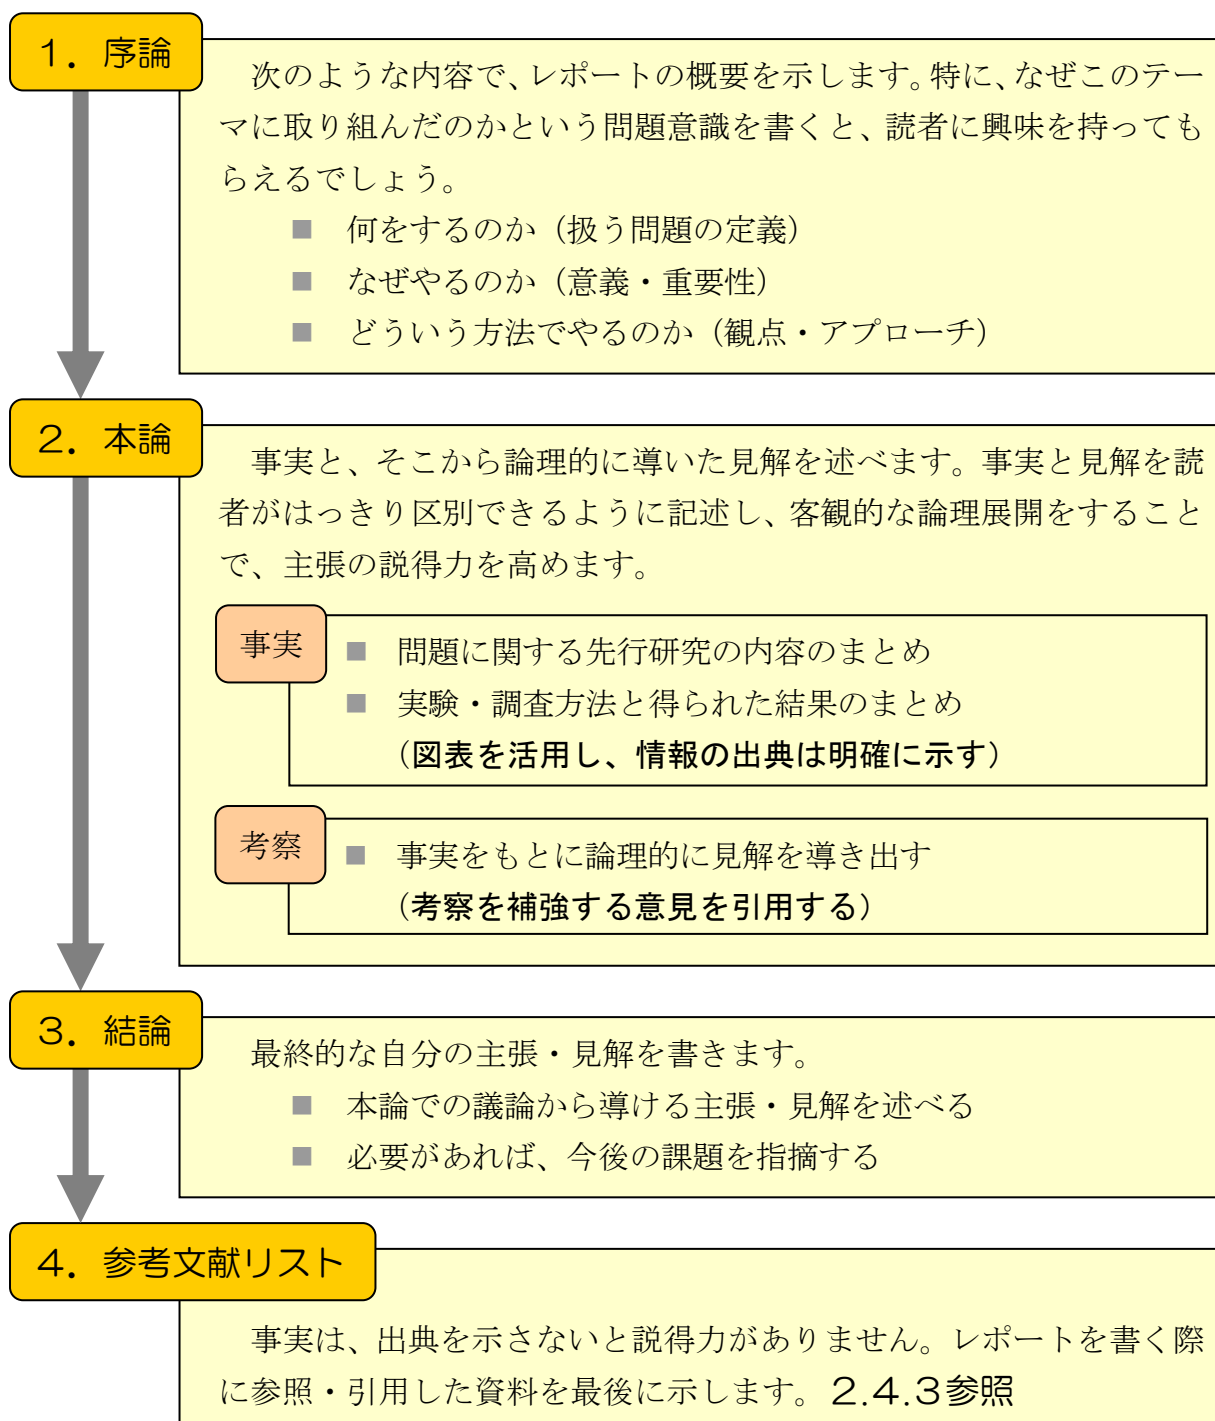 １．序論
次のような内容で、レポートの概要を示します。特に、なぜこのテー
マに取り組んだのかという問題意識を書くと、読者に興味を持っても
らえるでしょう。
■ 何をするのか（扱う問題の定義）
■ なぜやるのか（意義・重要性）
■ どういう方法でやるのか（観点・アプローチ）
２．本論
事実と、そこから論理的に導いた見解を述べます。事実と見解を読
者がはっきり区別できるように記述し、客観的な論理展開をすること
で、主張の説得力を高めます。
事実
■ 問題に関する先行研究の内容のまとめ
■ 実験・調査方法と得られた結果のまとめ
（図表を活用し、情報の出典は明確に示す）
考察
■ 事実をもとに論理的に見解を導き出す
（考察を補強する意見を引用する）
３．結論
最終的な自分の主張・見解を書きます。
■ 本論での議論から導ける主張・見解を述べる
■ 必要があれば、今後の課題を指摘する
４．参考文献リスト
事実は、出典を示さないと説得力がありません。レポートを書く際
に参照・引用した資料を最後に示します。２.４.３参照